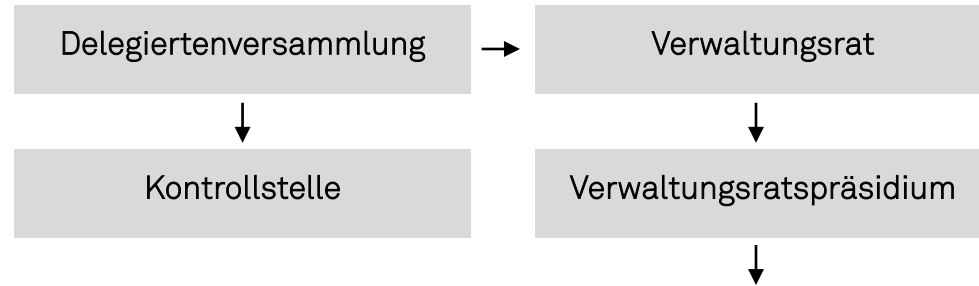 Delegiertenversammlung
Verwaltungsrat
Kontrollstelle
Verwaltungsratspräsidium